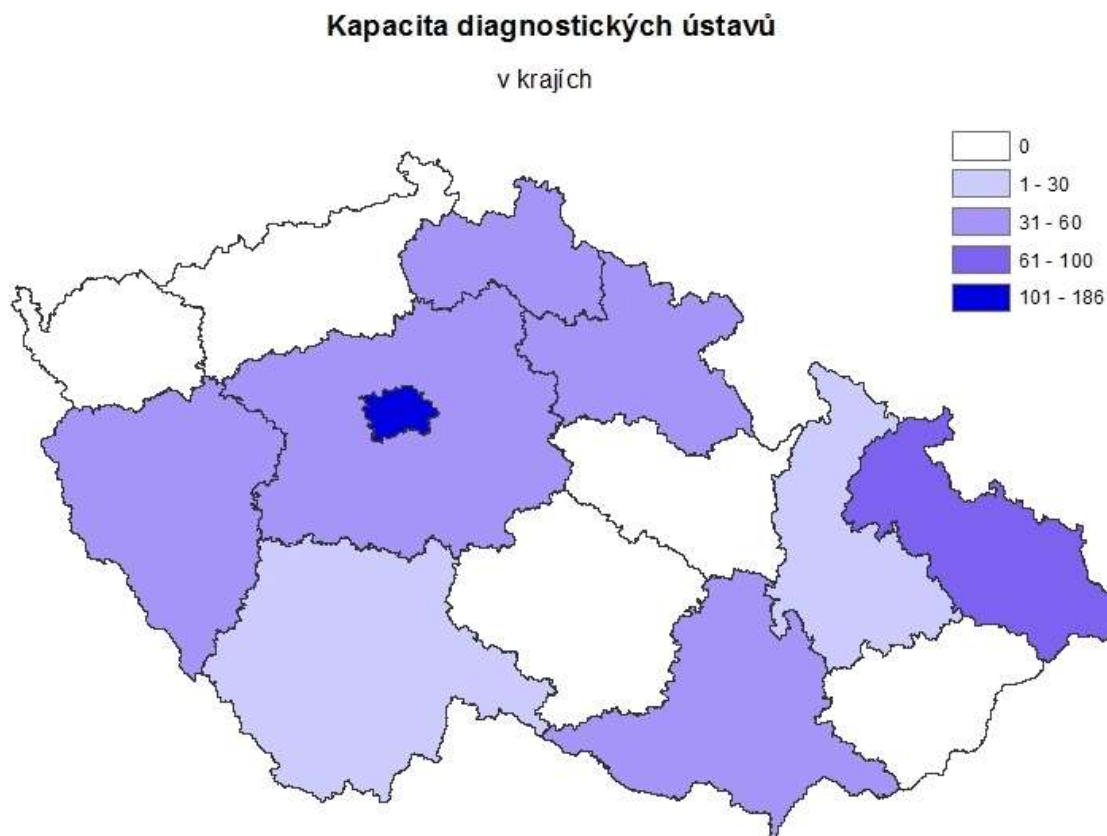 Kapacita diagnostických ústavů
v krajích
0
1 - 30
31 - 60
61 - 100
101 - 186